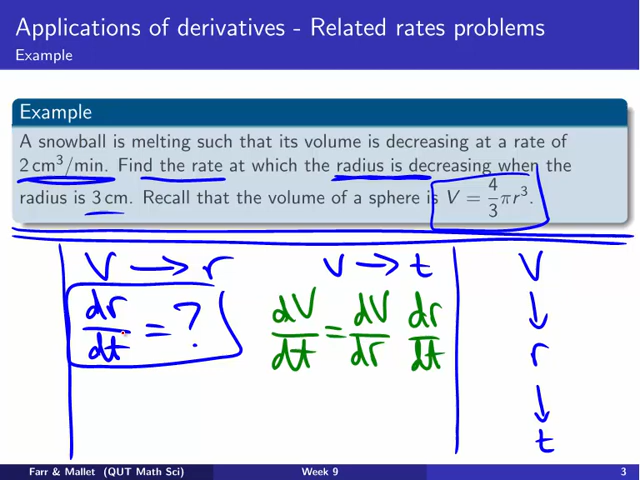 Applications of derivatives - Related rates problems
Example
Example
A snowball is melting such that its volume is decreasing at a rate of
2 cm³/min. Find the rate at which the radius is decreasing when the
radius is 3 cm. Recall that the volume of a sphere is V = 4/3 πr³.
V → r
V → t
V
dr/dt = ?
dV/dt = dV/dr dr/dt
↓
r
↓
t
Farr & Mallet (QUT Math Sci) Week 9 3